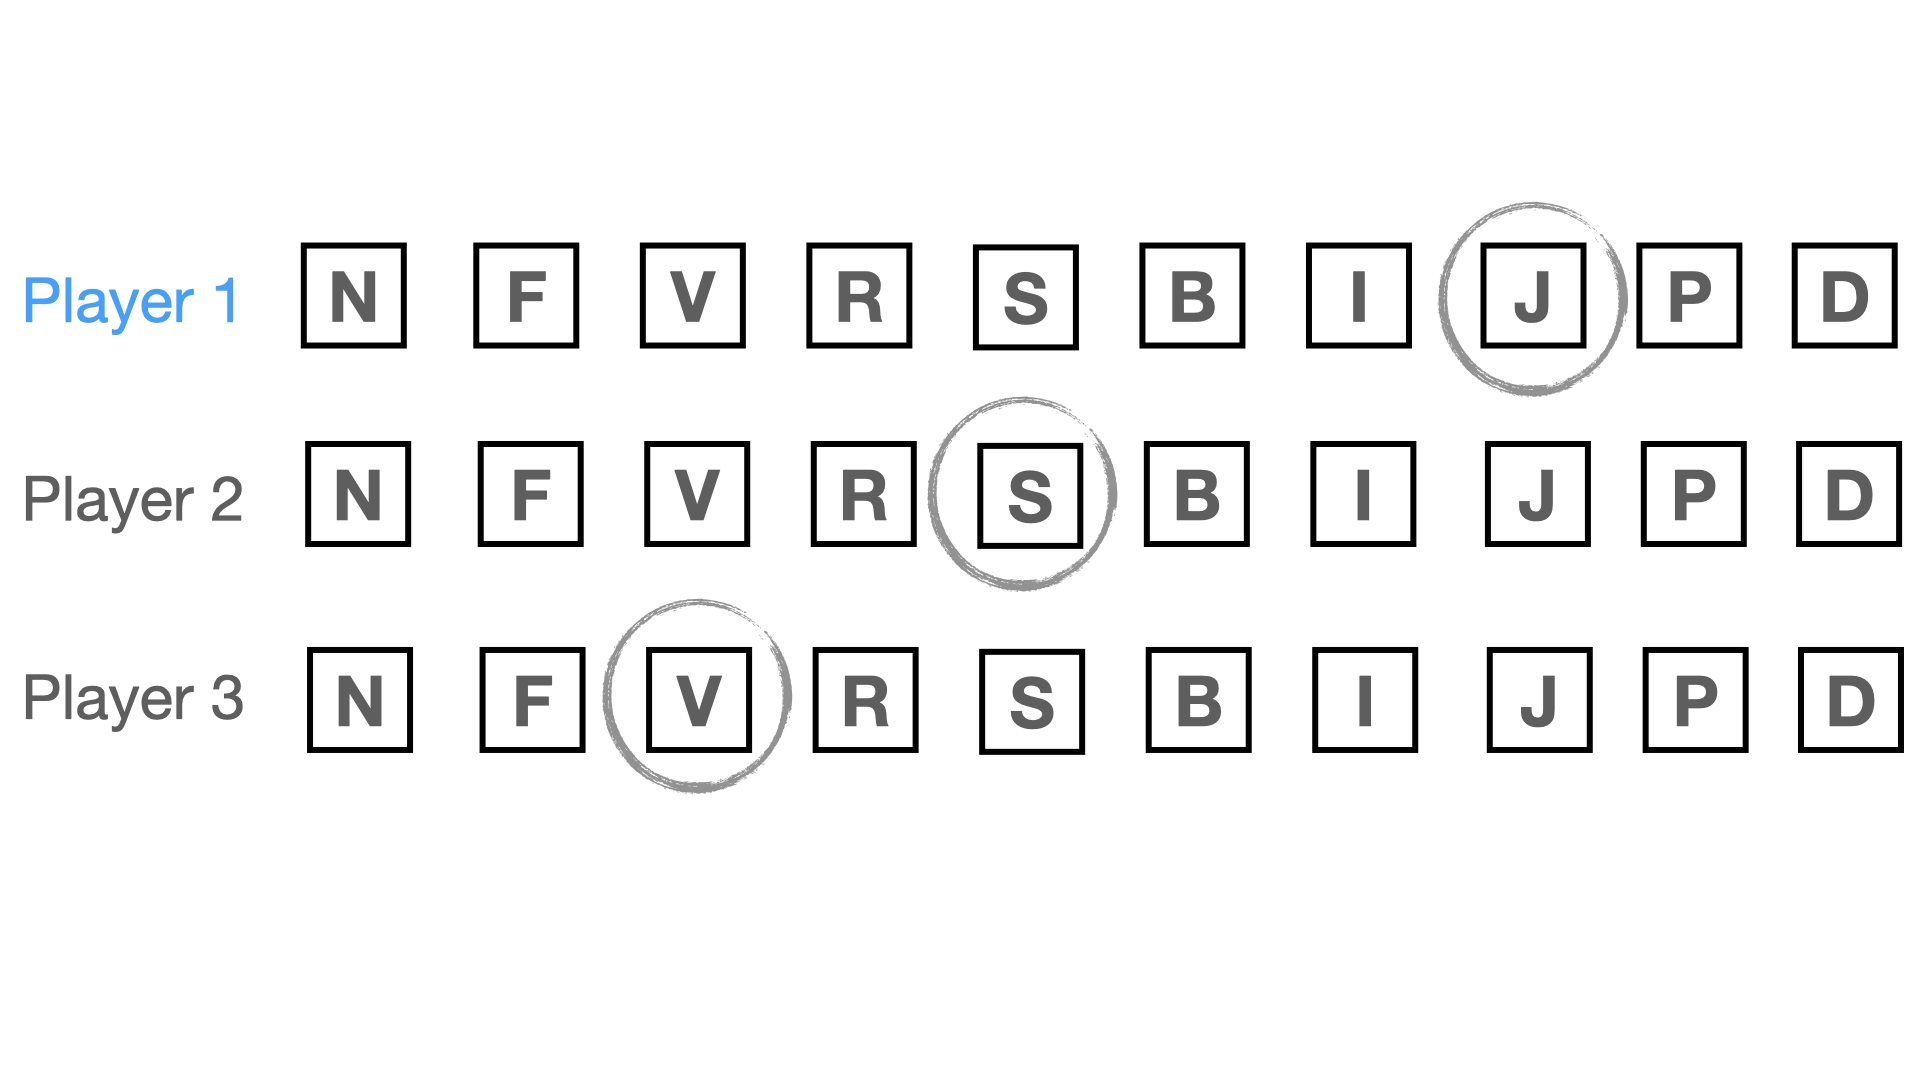 Player 1 N F V R S B I J P D
Player 2 N F V R S B I J P D
Player 3 N F V R S B I J P D